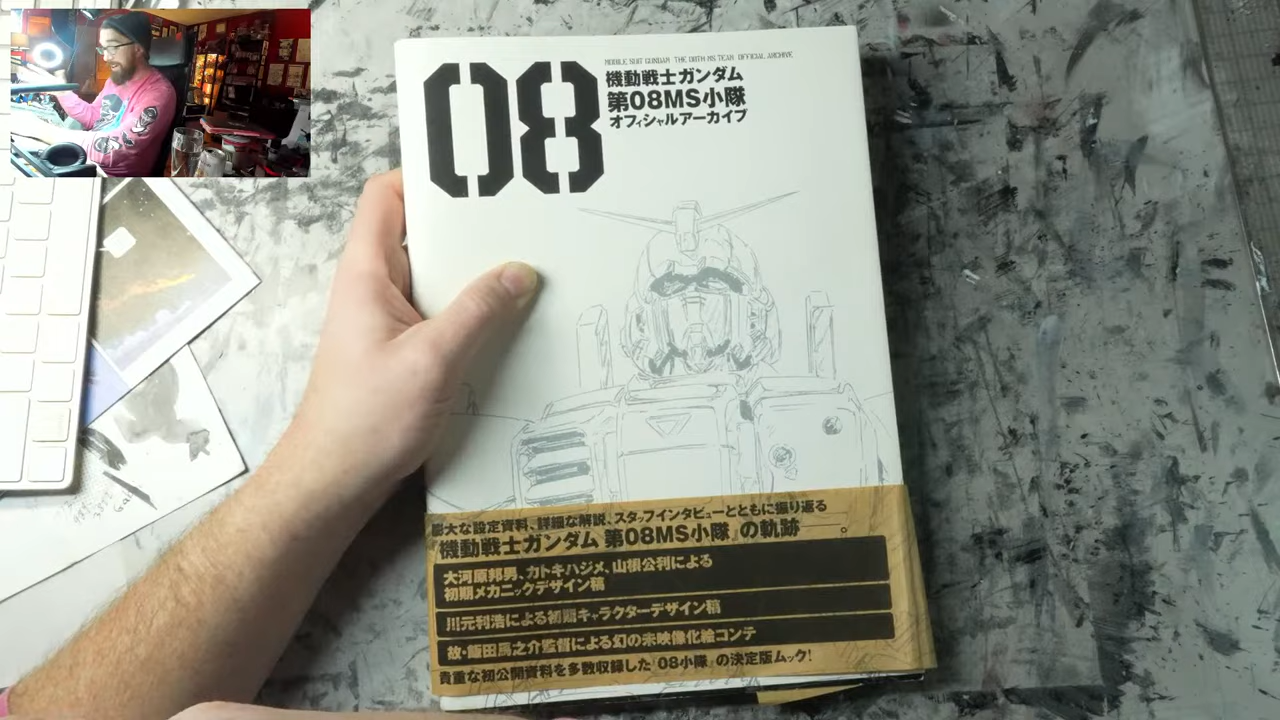 08
MOBILE SUIT GUNDAM THE 08TH MS TEAM OFFICIAL ARCHIVE
機動戦士ガンダム
第08MS小隊
オフィシャルアーカイブ
膨大な設定資料、詳細な解説、スタッフインタビューとともに振り返る
『機動戦士ガンダム 第08MS小隊』の軌跡――。
大河原邦男、カトキハジメ、山根公利による
初期メカニックデザイン稿
川元利浩による初期キャラクターデザイン稿
故・飯田馬之介監督による幻の未映像化絵コンテ
貴重な初公開資料を多数収録した『08小隊』の決定版ムック!